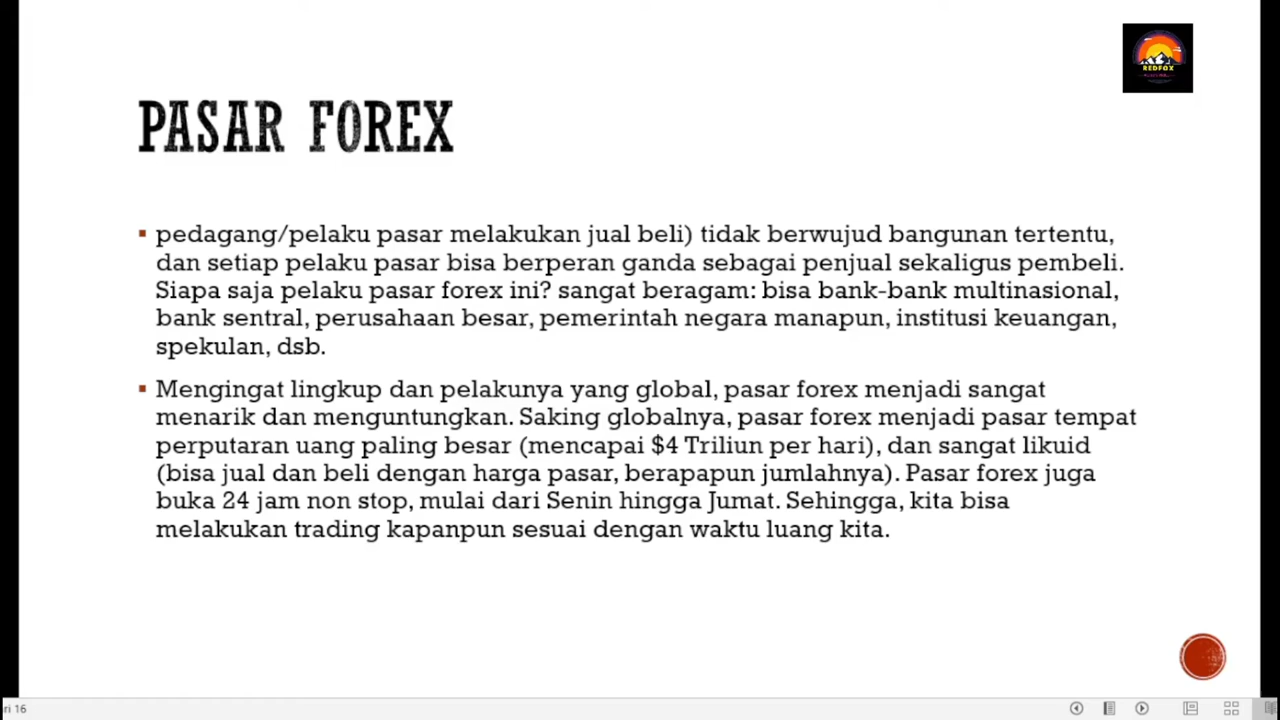 REDFOX
PASAR FOREX
pedagang/pelaku pasar melakukan jual beli) tidak berwujud bangunan tertentu,
dan setiap pelaku pasar bisa berperan ganda sebagai penjual sekaligus pembeli.
Siapa saja pelaku pasar forex ini? sangat beragam: bisa bank-bank multinasional,
bank sentral, perusahaan besar, pemerintah negara manapun, institusi keuangan,
spekulan, dsb.
Mengingat lingkup dan pelakunya yang global, pasar forex menjadi sangat
menarik dan menguntungkan. Saking globalnya, pasar forex menjadi pasar tempat
perputaran uang paling besar (mencapai $4 Triliun per hari), dan sangat likuid
(bisa jual dan beli dengan harga pasar, berapapun jumlahnya). Pasar forex juga
buka 24 jam non stop, mulai dari Senin hingga Jumat. Sehingga, kita bisa
melakukan trading kapanpun sesuai dengan waktu luang kita.
ri 16